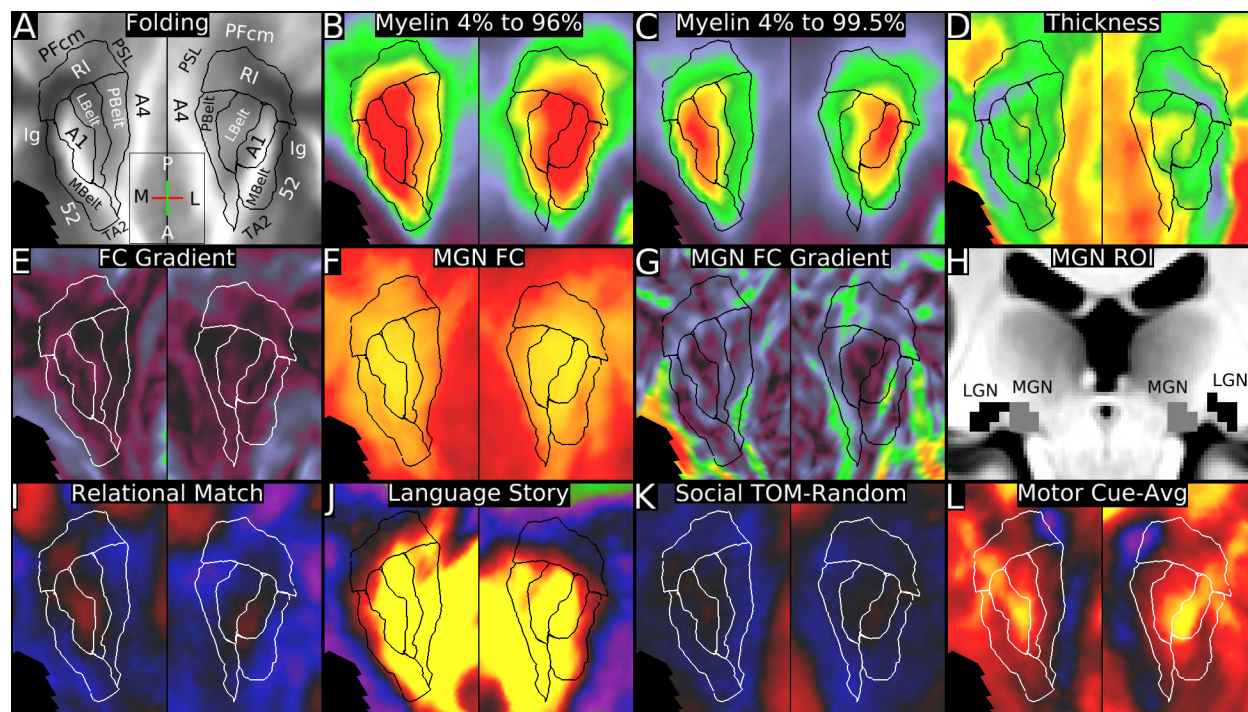 A Folding
PFcm
PSL
RI
LBelt
PBelt
A4
A1
Ig
MBelt
52
TA2
PFcm
PSL
RI
A4
PBelt
LBelt
A1
Ig
MBelt
52
TA2
P
M L
A
B Myelin 4% to 96%
C Myelin 4% to 99.5%
D Thickness
E FC Gradient
F MGN FC
G MGN FC Gradient
H MGN ROI
LGN MGN MGN LGN
I Relational Match
J Language Story
K Social TOM-Random
L Motor Cue-Avg